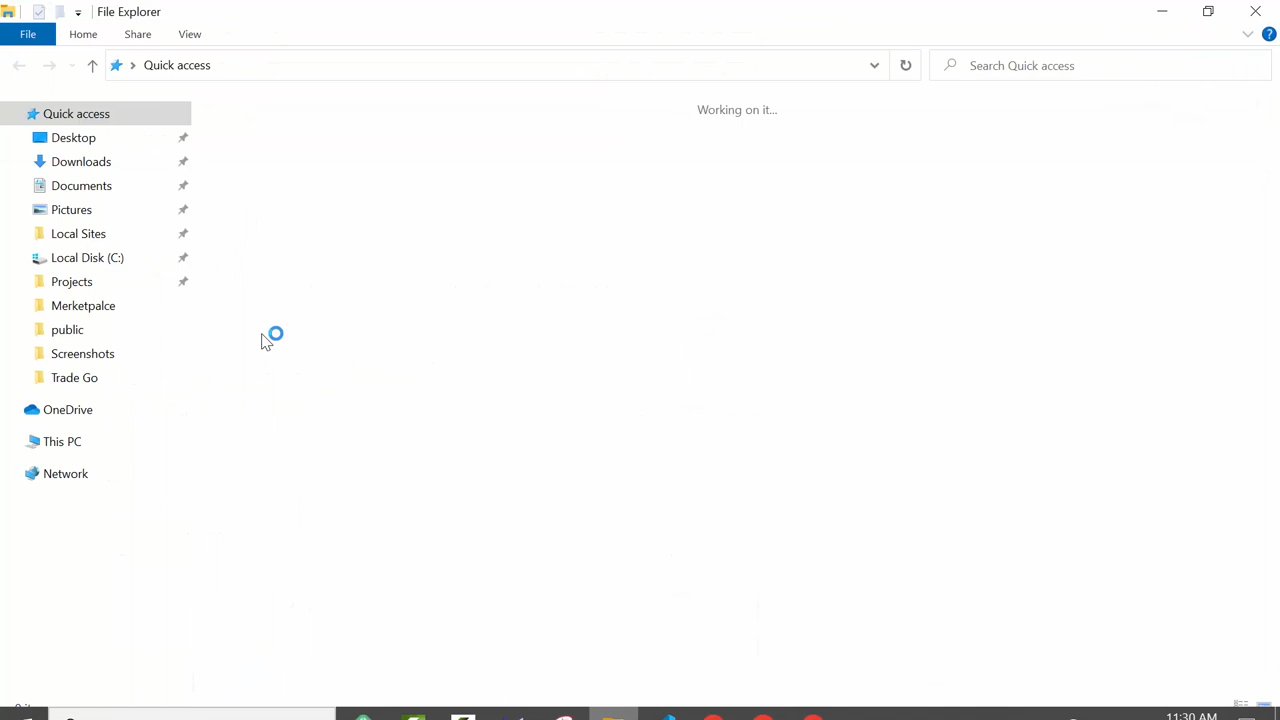 File Explorer
File Home Share View
Quick access
Search Quick access
Working on it...
Quick access
Desktop
Downloads
Documents
Pictures
Local Sites
Local Disk (C:)
Projects
Merketpalce
public
Screenshots
Trade Go
OneDrive
This PC
Network
11:30 AM